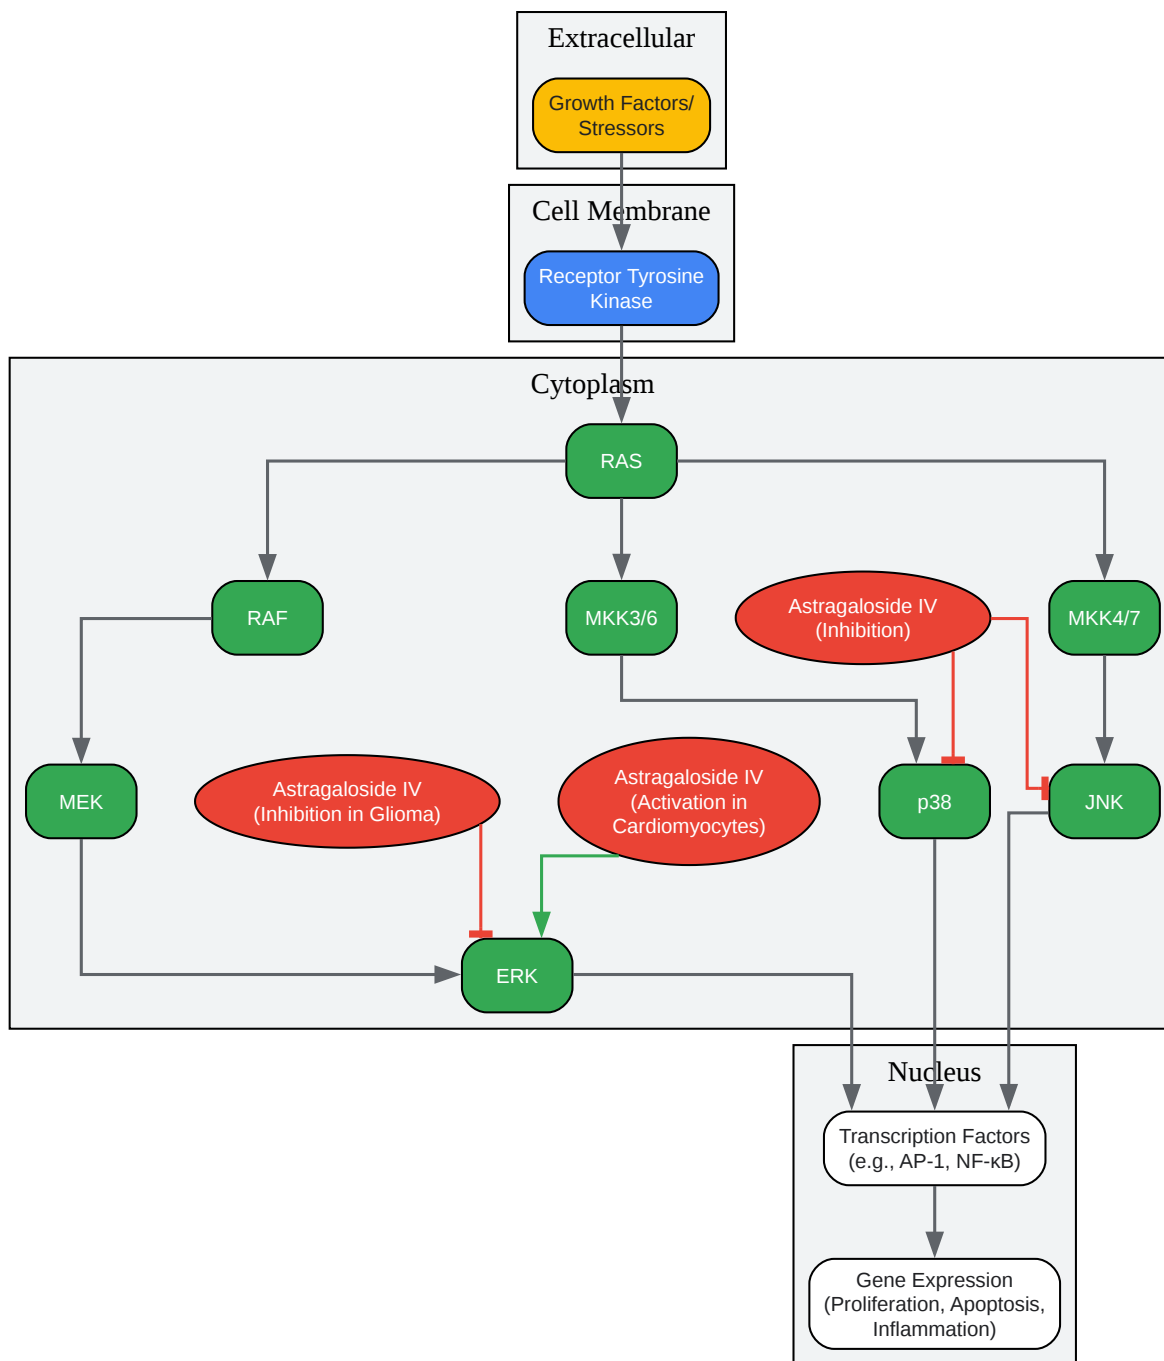 Extracellular
Growth Factors/
Stressors
Cell Membrane
Receptor Tyrosine
Kinase
Cytoplasm
RAS
RAF
MKK3/6
Astragaloside IV
(Inhibition)
MKK4/7
MEK
Astragaloside IV
(Inhibition in Glioma)
Astragaloside IV
(Activation in
Cardiomyocytes)
p38
JNK
ERK
Nucleus
Transcription Factors
(e.g., AP-1, NF-κB)
Gene Expression
(Proliferation, Apoptosis,
Inflammation)